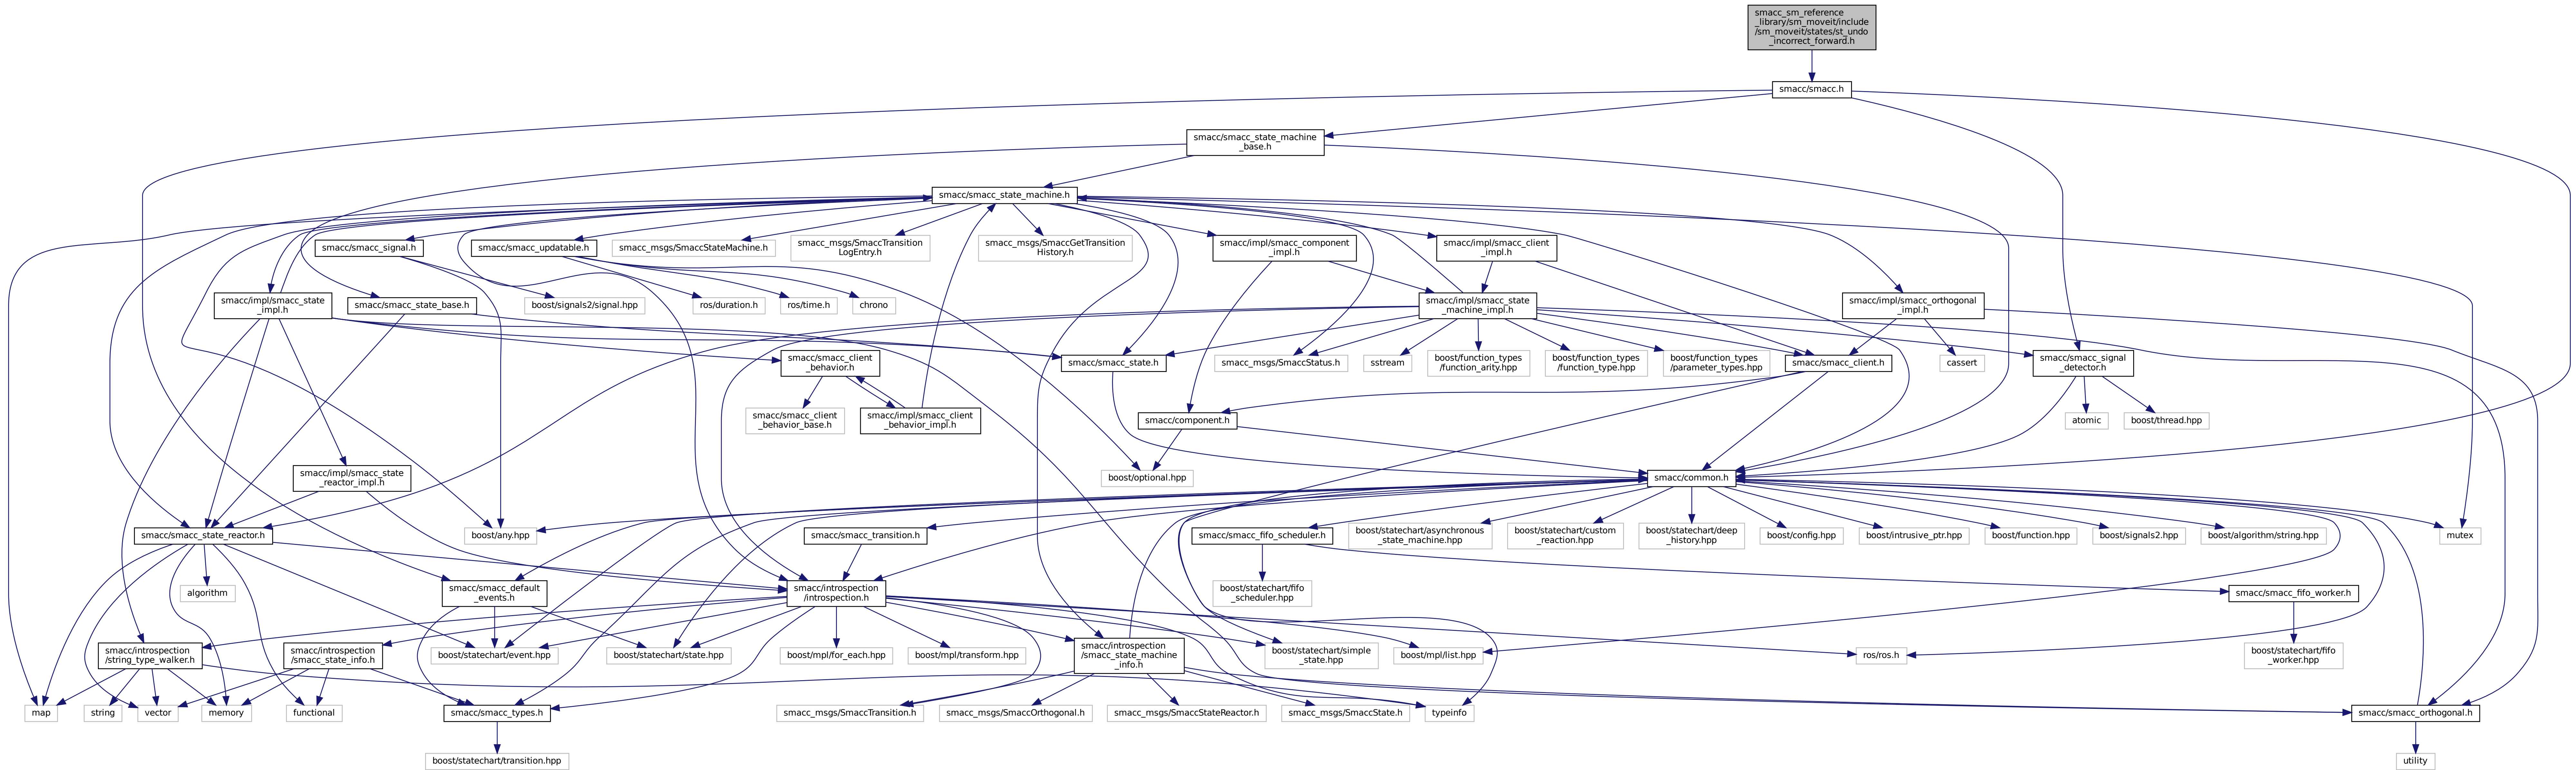 smacc_sm_reference
_library/sm_moveit/include
/sm_moveit/states/st_undo
_incorrect_forward.h
smacc/smacc.h
smacc/smacc_state_machine
_base.h
smacc/smacc_state_machine.h
smacc/smacc_signal.h
smacc/smacc_updatable.h
smacc_msgs/SmaccStateMachine.h
smacc_msgs/SmaccTransition
LogEntry.h
smacc_msgs/SmaccGetTransition
History.h
smacc/impl/smacc_component
_impl.h
smacc/impl/smacc_client
_impl.h
smacc/impl/smacc_state
_impl.h
smacc/smacc_state_base.h
boost/signals2/signal.hpp
ros/duration.h
ros/time.h
chrono
smacc/impl/smacc_state
_machine_impl.h
smacc/impl/smacc_orthogonal
_impl.h
smacc/smacc_client
_behavior.h
smacc/smacc_state.h
smacc_msgs/SmaccStatus.h
sstream
boost/function_types
/function_arity.hpp
boost/function_types
/function_type.hpp
boost/function_types
/parameter_types.hpp
smacc/smacc_client.h
cassert
smacc/smacc_signal
_detector.h
smacc/smacc_client
_behavior_base.h
smacc/impl/smacc_client
_behavior_impl.h
smacc/component.h
atomic
boost/thread.hpp
smacc/impl/smacc_state
_reactor_impl.h
boost/optional.hpp
smacc/common.h
smacc/smacc_state_reactor.h
boost/any.hpp
smacc/smacc_transition.h
smacc/smacc_fifo_scheduler.h
boost/statechart/asynchronous
_state_machine.hpp
boost/statechart/custom
_reaction.hpp
boost/statechart/deep
_history.hpp
boost/config.hpp
boost/intrusive_ptr.hpp
boost/function.hpp
boost/signals2.hpp
boost/algorithm/string.hpp
mutex
algorithm
smacc/smacc_default
_events.h
smacc/introspection
/introspection.h
boost/statechart/fifo
_scheduler.hpp
smacc/smacc_fifo_worker.h
smacc/introspection
/string_type_walker.h
smacc/introspection
/smacc_state_info.h
boost/statechart/event.hpp
boost/statechart/state.hpp
boost/mpl/for_each.hpp
boost/mpl/transform.hpp
smacc/introspection
/smacc_state_machine
_info.h
boost/statechart/simple
_state.hpp
boost/mpl/list.hpp
ros/ros.h
boost/statechart/fifo
_worker.hpp
map
string
vector
memory
functional
smacc/smacc_types.h
smacc_msgs/SmaccTransition.h
smacc_msgs/SmaccOrthogonal.h
smacc_msgs/SmaccStateReactor.h
smacc_msgs/SmaccState.h
typeinfo
smacc/smacc_orthogonal.h
boost/statechart/transition.hpp
utility